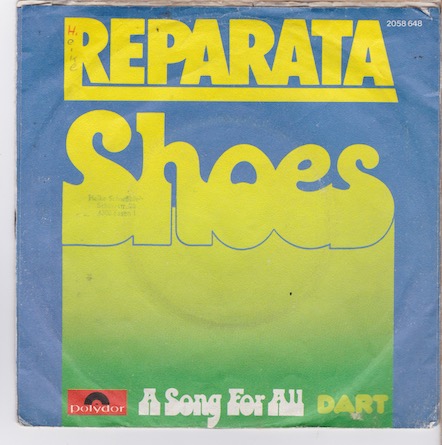 2058 648
REPARATA
Shoes
polydor
A Song For All DART